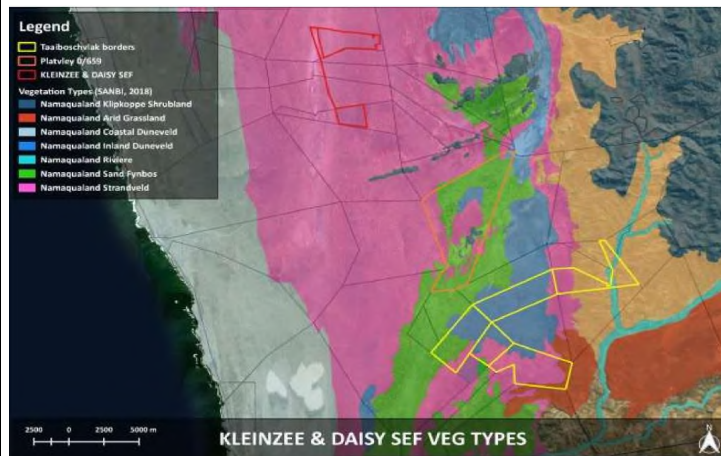 Legend
Taaiboschvlak borders
Platvley 0/659
KLEINZEE & DAISY SEF
Vegetation Types (SANBI, 2018)
Namaqualand Klipkoppe Shrubland
Namaqualand Arid Grassland
Namaqualand Coastal Duneveld
Namaqualand Inland Duneveld
Namaqualand Riviere
Namaqualand Sand Fynbos
Namaqualand Strandveld
2500 0 2500 5000 m
KLEINZEE & DAISY SEF VEG TYPES
N